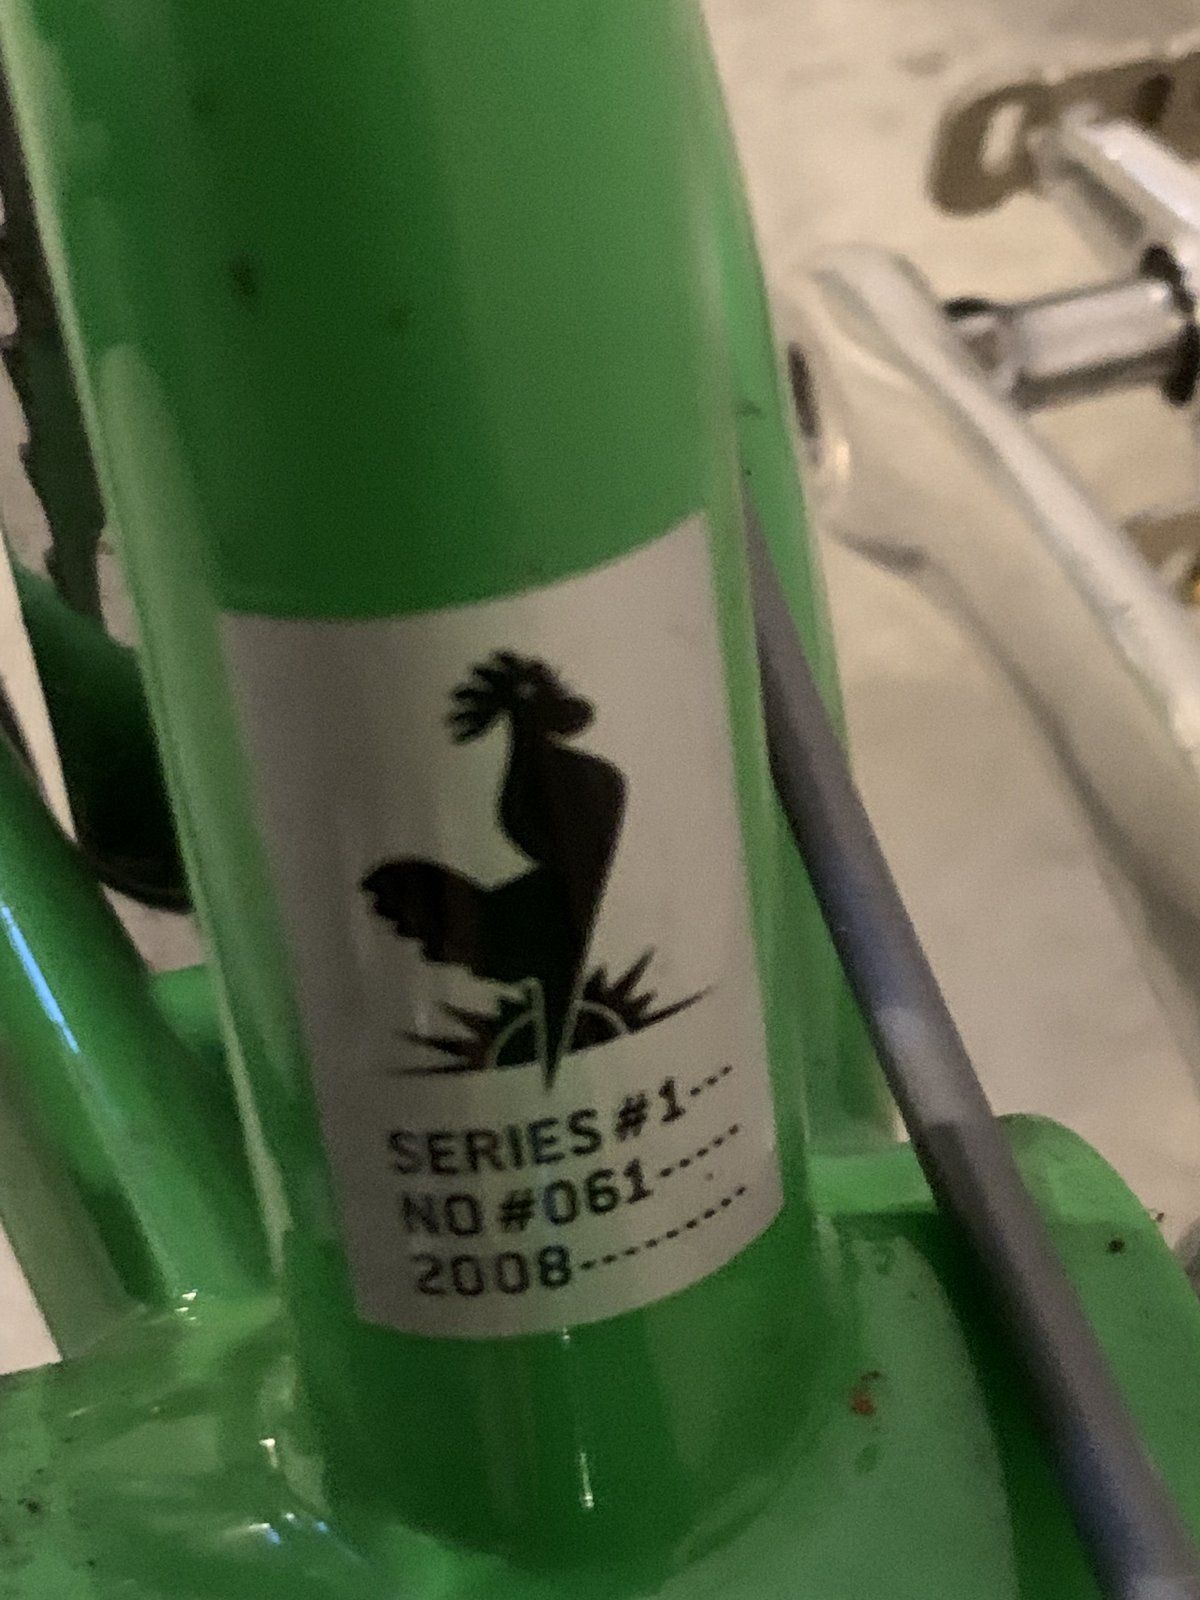 SERIES #1---
NO #061-----
2008----------